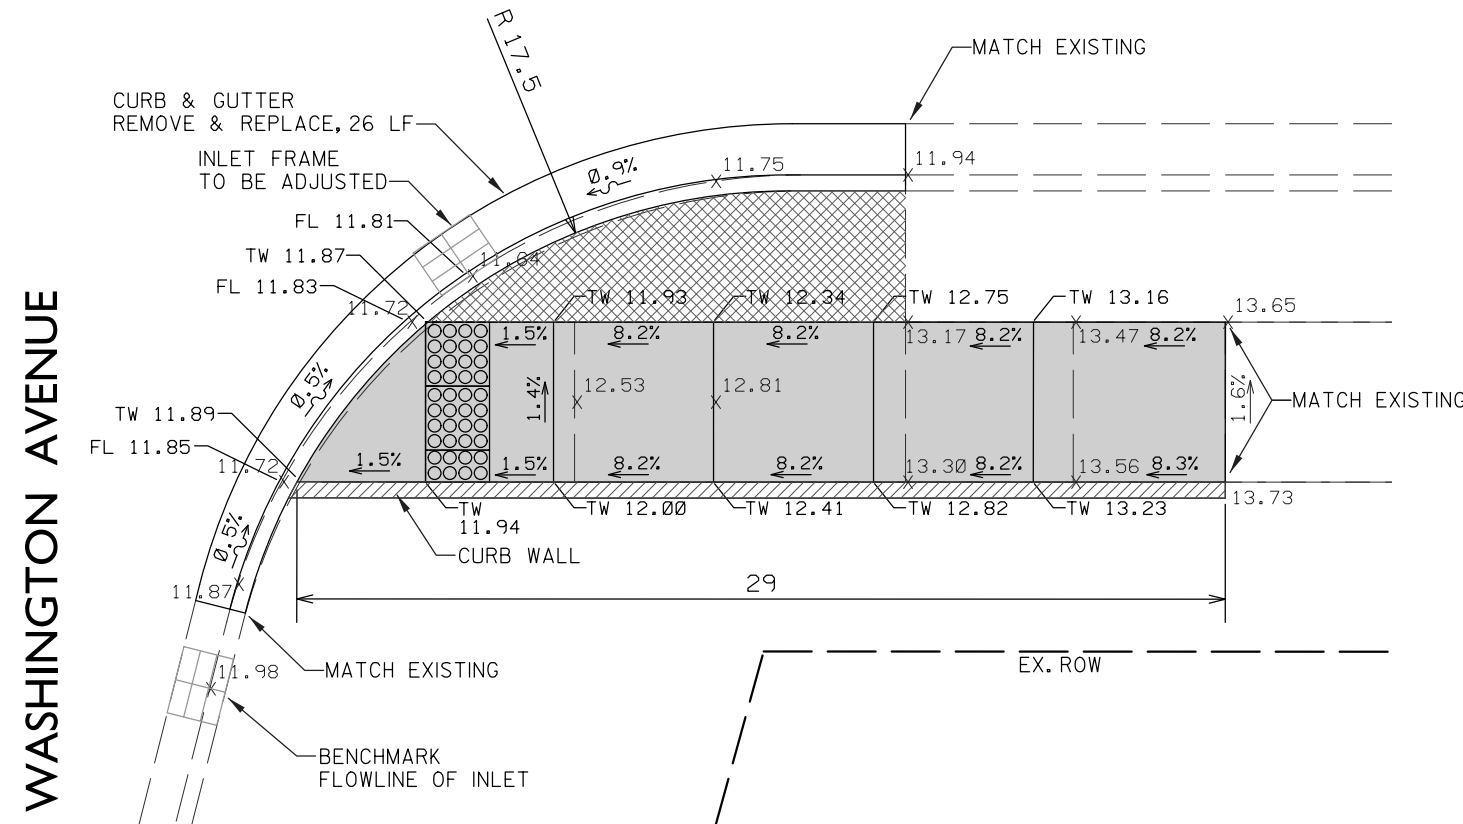 R 17.5
MATCH EXISTING
CURB & GUTTER
REMOVE & REPLACE, 26 LF
INLET FRAME
TO BE ADJUSTED
0.9%
11.75
11.94
FL 11.81
TW 11.87
11.64
FL 11.83
11.72
TW 11.93
TW 12.34
TW 12.75
TW 13.16
13.65
1.5%
8.2%
8.2%
13.17
8.2%
13.47
8.2%
0.5%
1.4%
12.53
12.81
1.6%
MATCH EXISTING
TW 11.89
FL 11.85
11.72
1.5%
1.5%
8.2%
8.2%
13.30
8.2%
13.56
8.3%
13.73
TW
11.94
TW 12.00
TW 12.41
TW 12.82
TW 13.23
0.5%
CURB WALL
11.87
29
MATCH EXISTING
11.98
EX. ROW
BENCHMARK
FLOWLINE OF INLET
WASHINGTON AVENUE